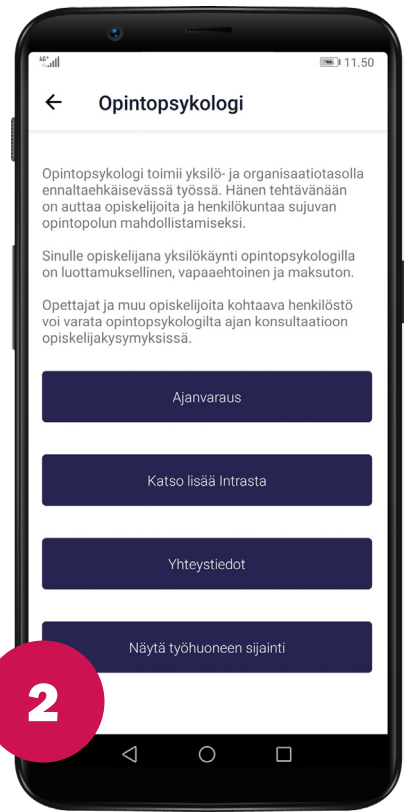 4G+
11.50
Opintopsykologi
Opintopsykologi toimii yksilö- ja organisaatiotasolla
ennaltaehkäisevässä työssä. Hänen tehtävänään
on auttaa opiskelijoita ja henkilökuntaa sujuvan
opintopolun mahdollistamiseksi.
Sinulle opiskelijana yksilökäynti opintopsykologilla
on luottamuksellinen, vapaaehtoinen ja maksuton.
Opettajat ja muu opiskelijoita kohtaava henkilöstö
voi varata opintopsykologilta ajan konsultaatioon
opiskelijakysymyksissä.
Ajanvaraus
Katso lisää Intrasta
Yhteystiedot
Näytä työhuoneen sijainti
2